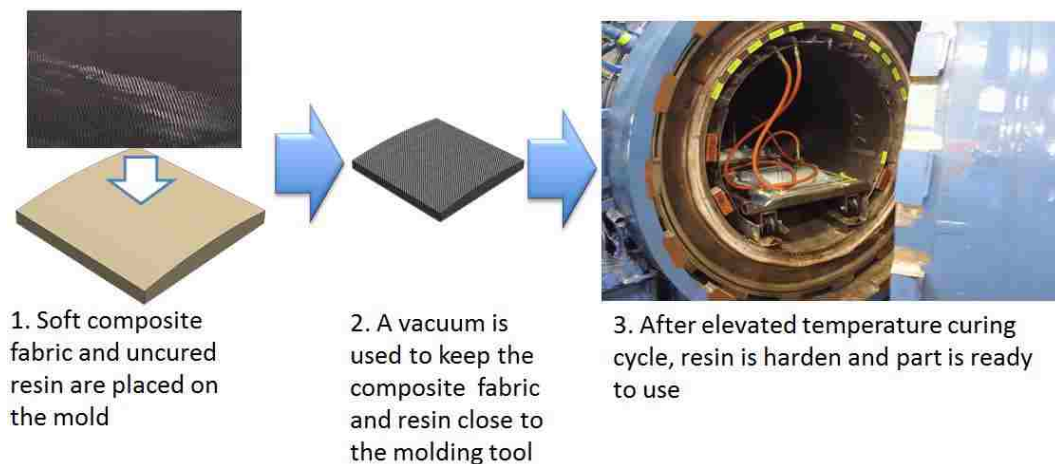 1. Soft composite
fabric and uncured
resin are placed on
the mold
2. A vacuum is
used to keep the
composite  fabric
and resin close to
the molding tool
3. After elevated temperature curing
cycle, resin is harden and part is ready
to use